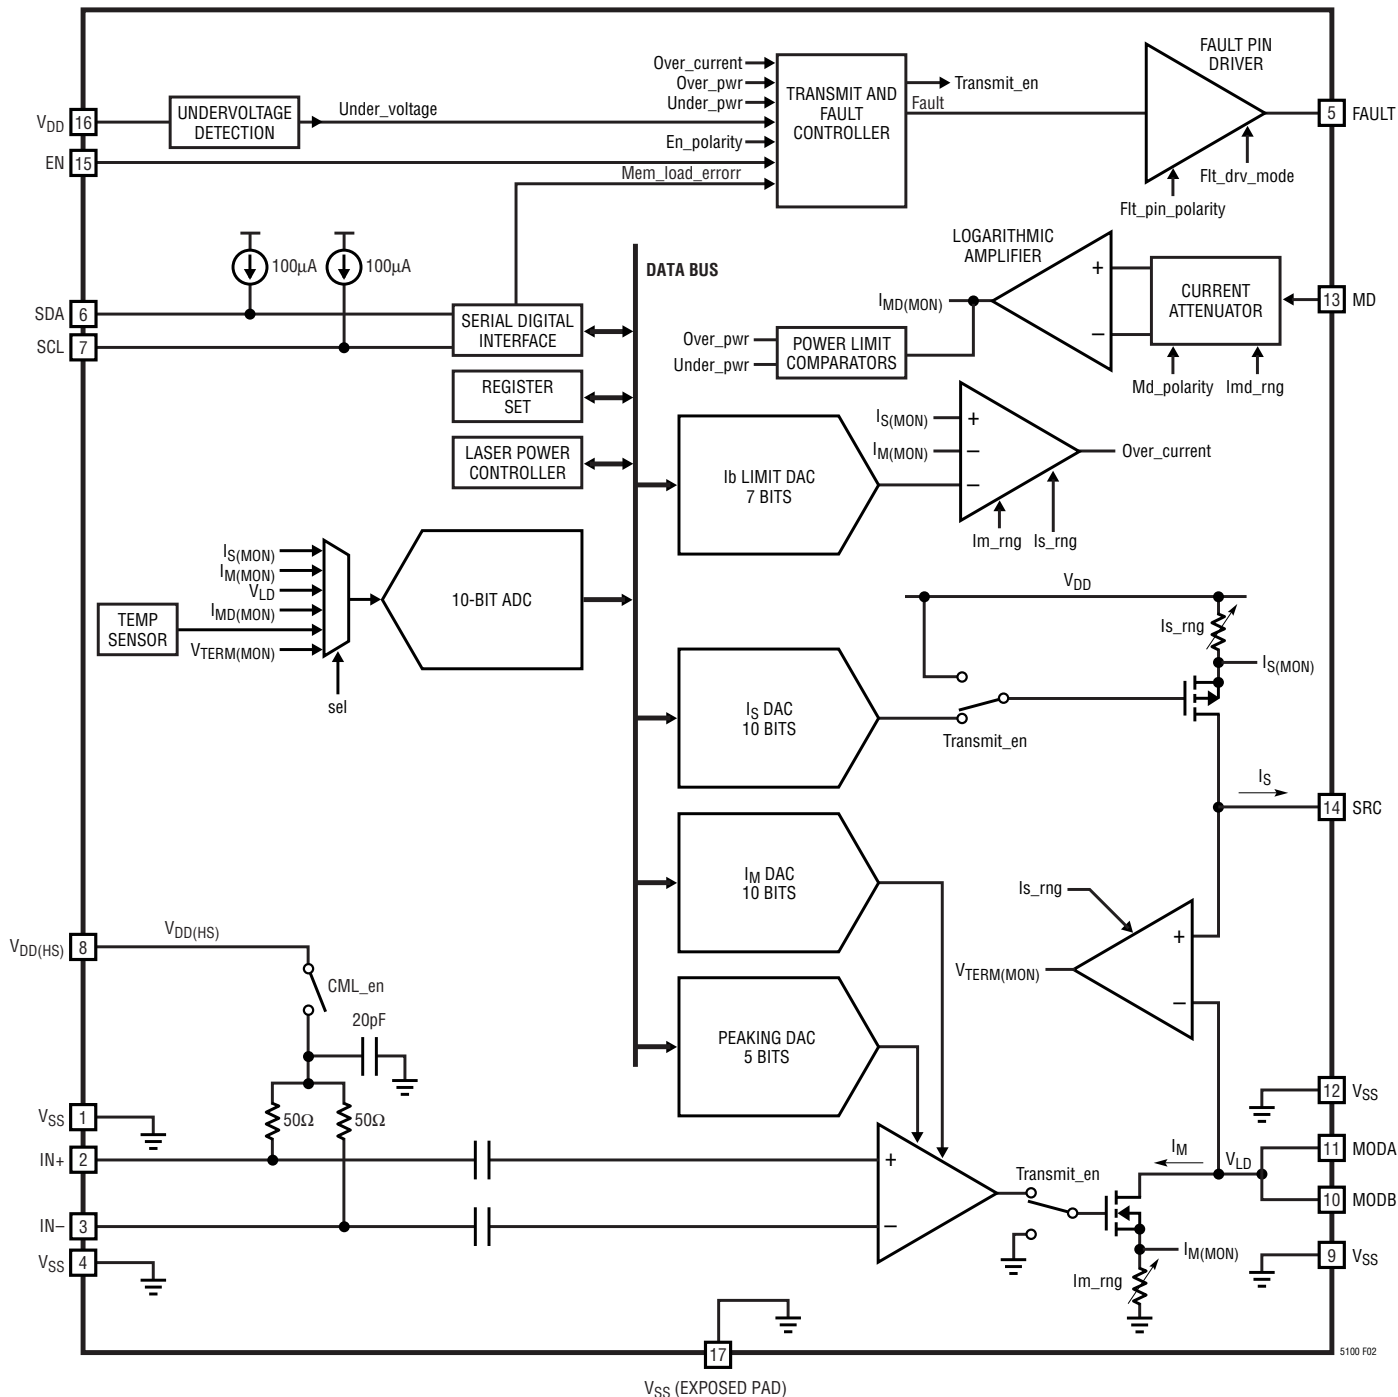 FAULT PIN
DRIVER
Over_current
Over_pwr
Under_pwr
Under_voltage
En_polarity
Mem_load_errorr
TRANSMIT AND
FAULT
CONTROLLER
Transmit_en
Fault
5 FAULT
Flt_drv_mode
Flt_pin_polarity
VDD 16
UNDERVOLTAGE
DETECTION
EN 15
100µA
100µA
SDA 6
SCL 7
SERIAL DIGITAL
INTERFACE
REGISTER
SET
LASER POWER
CONTROLLER
DATA BUS
LOGARITHMIC
AMPLIFIER
+
–
CURRENT
ATTENUATOR
13 MD
Md_polarity
Imd_rng
IMD(MON)
Over_pwr
Under_pwr
POWER LIMIT
COMPARATORS
Ib LIMIT DAC
7 BITS
IS(MON)
IM(MON)
+
–
–
Over_current
Im_rng
Is_rng
IS(MON)
IM(MON)
VLD
IMD(MON)
VTERM(MON)
TEMP
SENSOR
sel
10-BIT ADC
VDD
Is_rng
IS(MON)
IS DAC
10 BITS
Transmit_en
IS
14 SRC
IM DAC
10 BITS
Is_rng
+
–
VTERM(MON)
PEAKING DAC
5 BITS
VDD(HS) 8
VDD(HS)
CML_en
20pF
50Ω
50Ω
VSS 1
IN+ 2
IN– 3
VSS 4
+
–
Transmit_en
IM
VLD
IM(MON)
Im_rng
12 VSS
11 MODA
10 MODB
9 VSS
17
VSS (EXPOSED PAD)
5100 F02